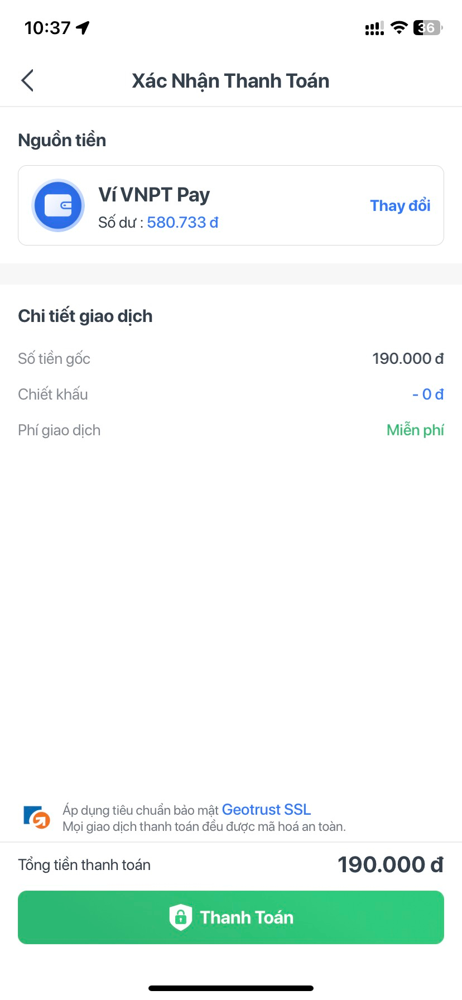 10:37
36
Xác Nhận Thanh Toán
Nguồn tiền
Ví VNPT Pay
Số dư : 580.733 đ
Thay đổi
Chi tiết giao dịch
Số tiền gốc 190.000 đ
Chiết khấu - 0 đ
Phí giao dịch Miễn phí
Áp dụng tiêu chuẩn bảo mật Geotrust SSL
Mọi giao dịch thanh toán đều được mã hoá an toàn.
Tổng tiền thanh toán 190.000 đ
Thanh Toán